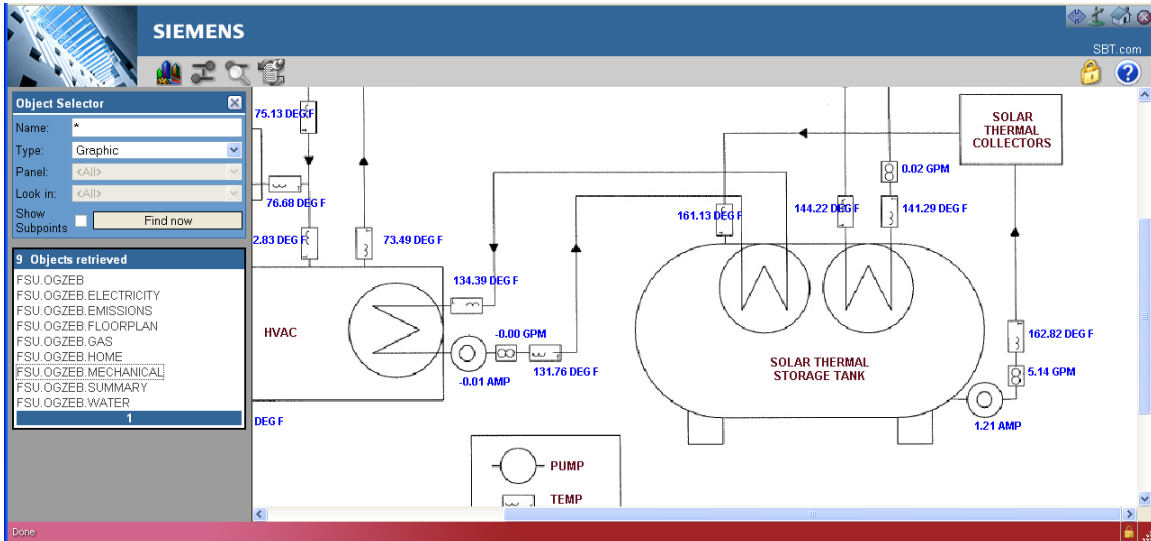 SIEMENS
SBT.com
Object Selector
Name: *
Type: Graphic
Panel: <All>
Look in: <All>
Show Subpoints
Find now
9 Objects retrieved
FSU.OGZEB
FSU.OGZEB.ELECTRICITY
FSU.OGZEB.EMISSIONS
FSU.OGZEB.FLOORPLAN
FSU.OGZEB.GAS
FSU.OGZEB.HOME
FSU.OGZEB.MECHANICAL
FSU.OGZEB.SUMMARY
FSU.OGZEB.WATER
1
75.13 DEG F
76.68 DEG F
2.83 DEG F
73.49 DEG F
HVAC
134.39 DEG F
-0.00 GPM
-0.01 AMP
131.76 DEG F
DEG F
161.13 DEG F
144.22 DEG F
0.02 GPM
141.29 DEG F
SOLAR
THERMAL
COLLECTORS
SOLAR THERMAL
STORAGE TANK
162.82 DEG F
5.14 GPM
1.21 AMP
PUMP
TEMP
Done